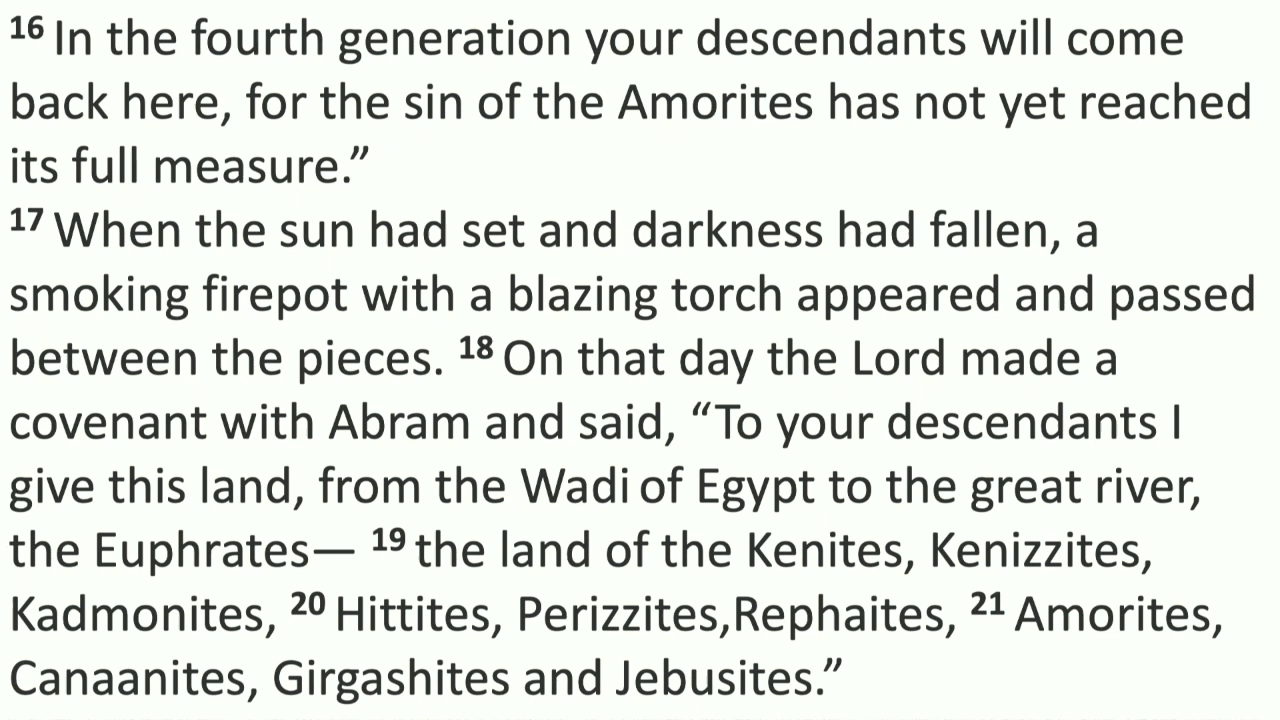 16 In the fourth generation your descendants will come
back here, for the sin of the Amorites has not yet reached
its full measure.”
17 When the sun had set and darkness had fallen, a
smoking firepot with a blazing torch appeared and passed
between the pieces. 18 On that day the Lord made a
covenant with Abram and said, “To your descendants I
give this land, from the Wadi of Egypt to the great river,
the Euphrates— 19 the land of the Kenites, Kenizzites,
Kadmonites, 20 Hittites, Perizzites,Rephaites, 21 Amorites,
Canaanites, Girgashites and Jebusites.”